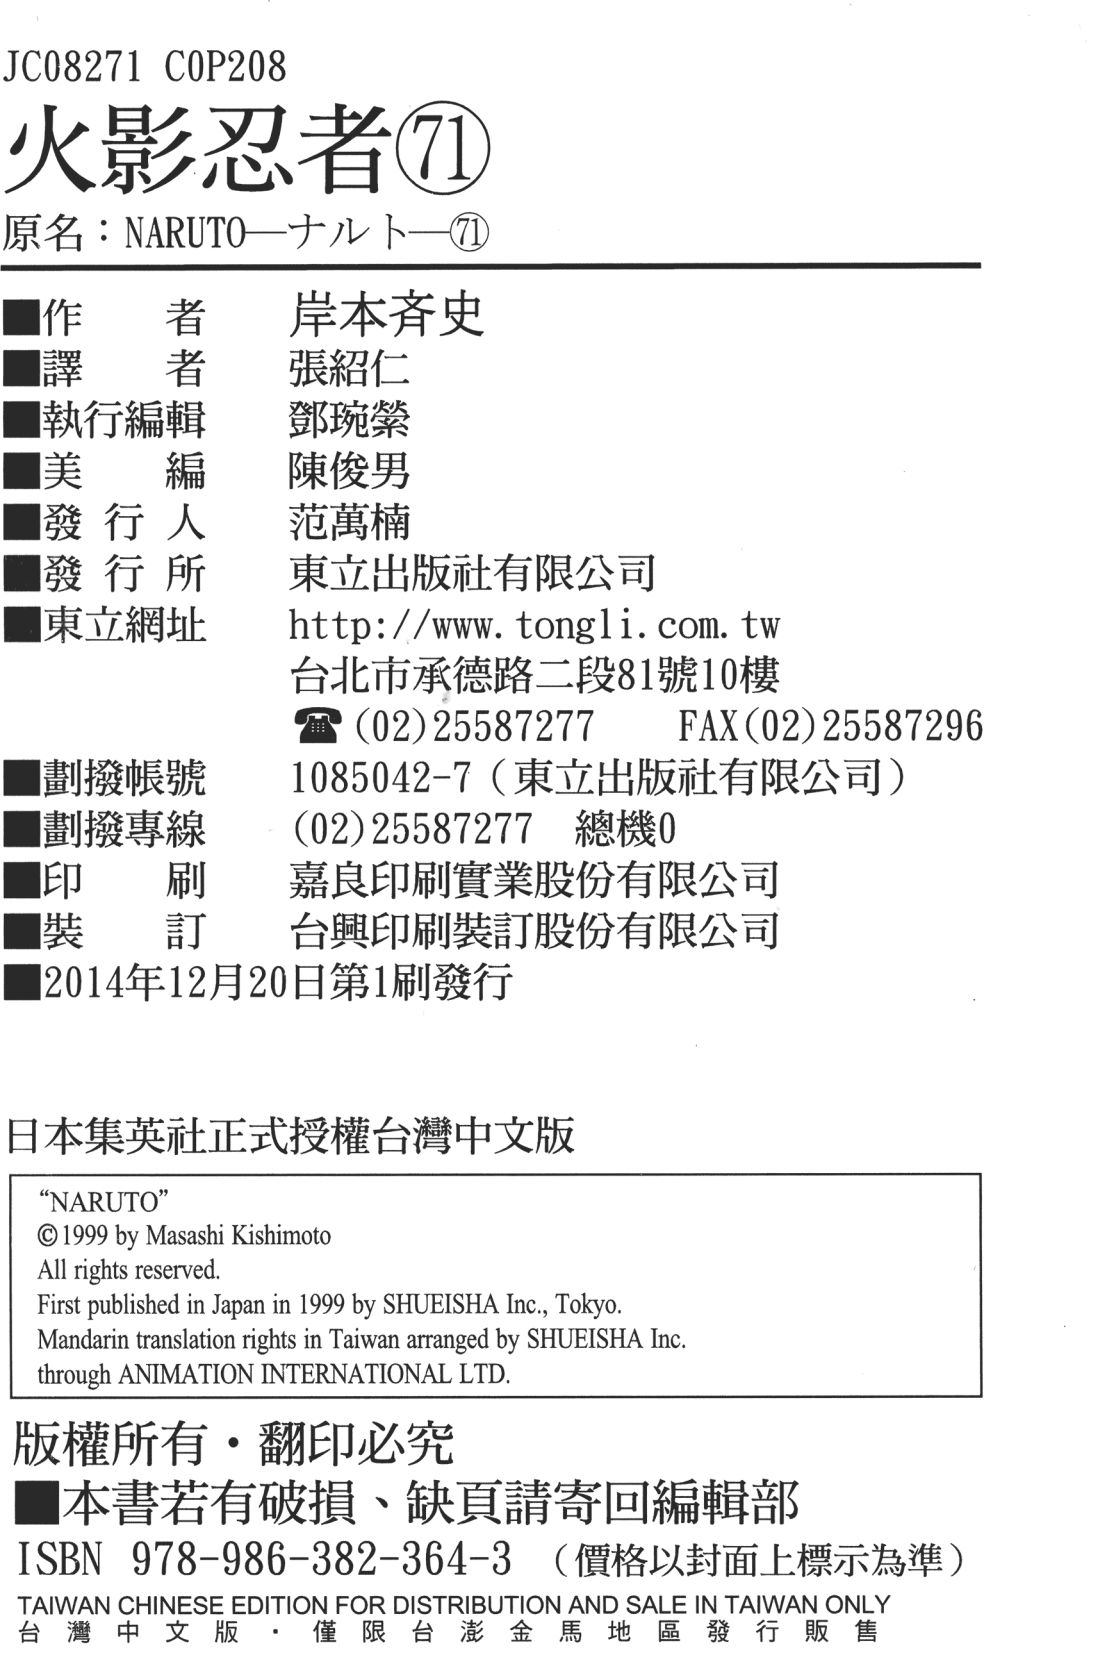 JC08271 C0P208
火影忍者㉛
原名：NARUTO—ナルト—71
■作　　者　岸本斉史
■譯　　者　張紹仁
■執行編輯　鄧琬縈
■美　　編　陳俊男
■發 行 人　范萬楠
■發 行 所　東立出版社有限公司
■東立網址　http://www.tongli.com.tw
台北市承德路二段81號10樓
☎(02)25587277　FAX(02)25587296
■劃撥帳號　1085042-7（東立出版社有限公司）
■劃撥專線　(02)25587277　總機0
■印　　刷　嘉良印刷實業股份有限公司
■裝　　訂　台興印刷裝訂股份有限公司
■2014年12月20日第1刷發行
日本集英社正式授權台灣中文版
“NARUTO”
©1999 by Masashi Kishimoto
All rights reserved.
First published in Japan in 1999 by SHUEISHA Inc., Tokyo.
Mandarin translation rights in Taiwan arranged by SHUEISHA Inc.
through ANIMATION INTERNATIONAL LTD.
版權所有・翻印必究
■本書若有破損、缺頁請寄回編輯部
ISBN 978-986-382-364-3（價格以封面上標示為準）
TAIWAN CHINESE EDITION FOR DISTRIBUTION AND SALE IN TAIWAN ONLY
台灣中文版・僅限台澎金馬地區發行販售